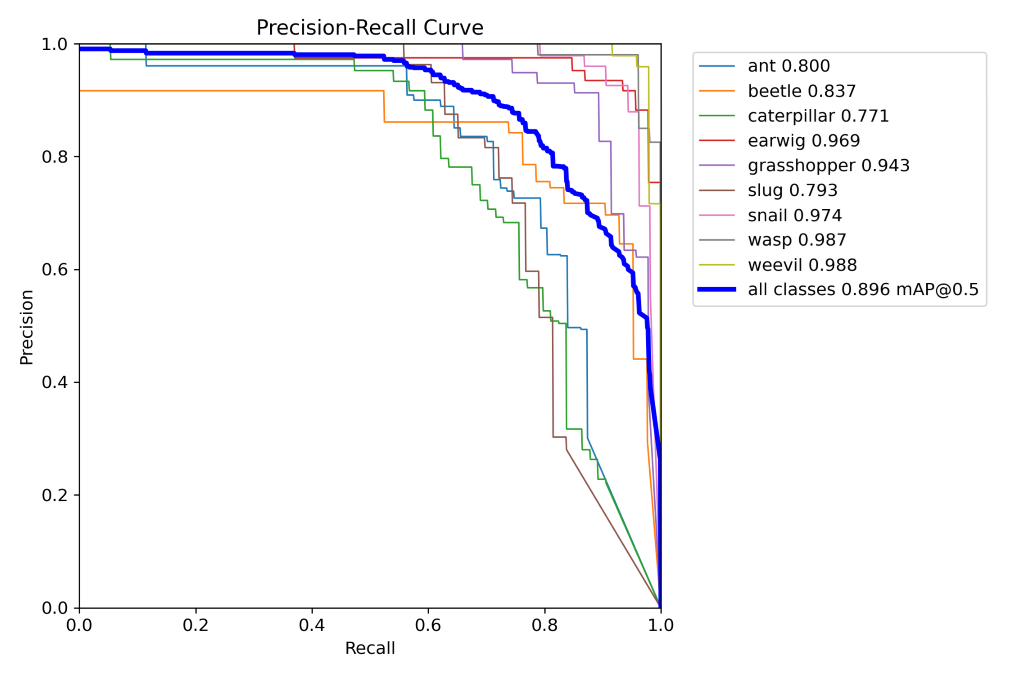 Precision-Recall Curve
1.0
0.8
0.6
0.4
0.2
0.0
Precision
0.0 0.2 0.4 0.6 0.8 1.0
Recall
ant 0.800
beetle 0.837
caterpillar 0.771
earwig 0.969
grasshopper 0.943
slug 0.793
snail 0.974
wasp 0.987
weevil 0.988
all classes 0.896 mAP@0.5